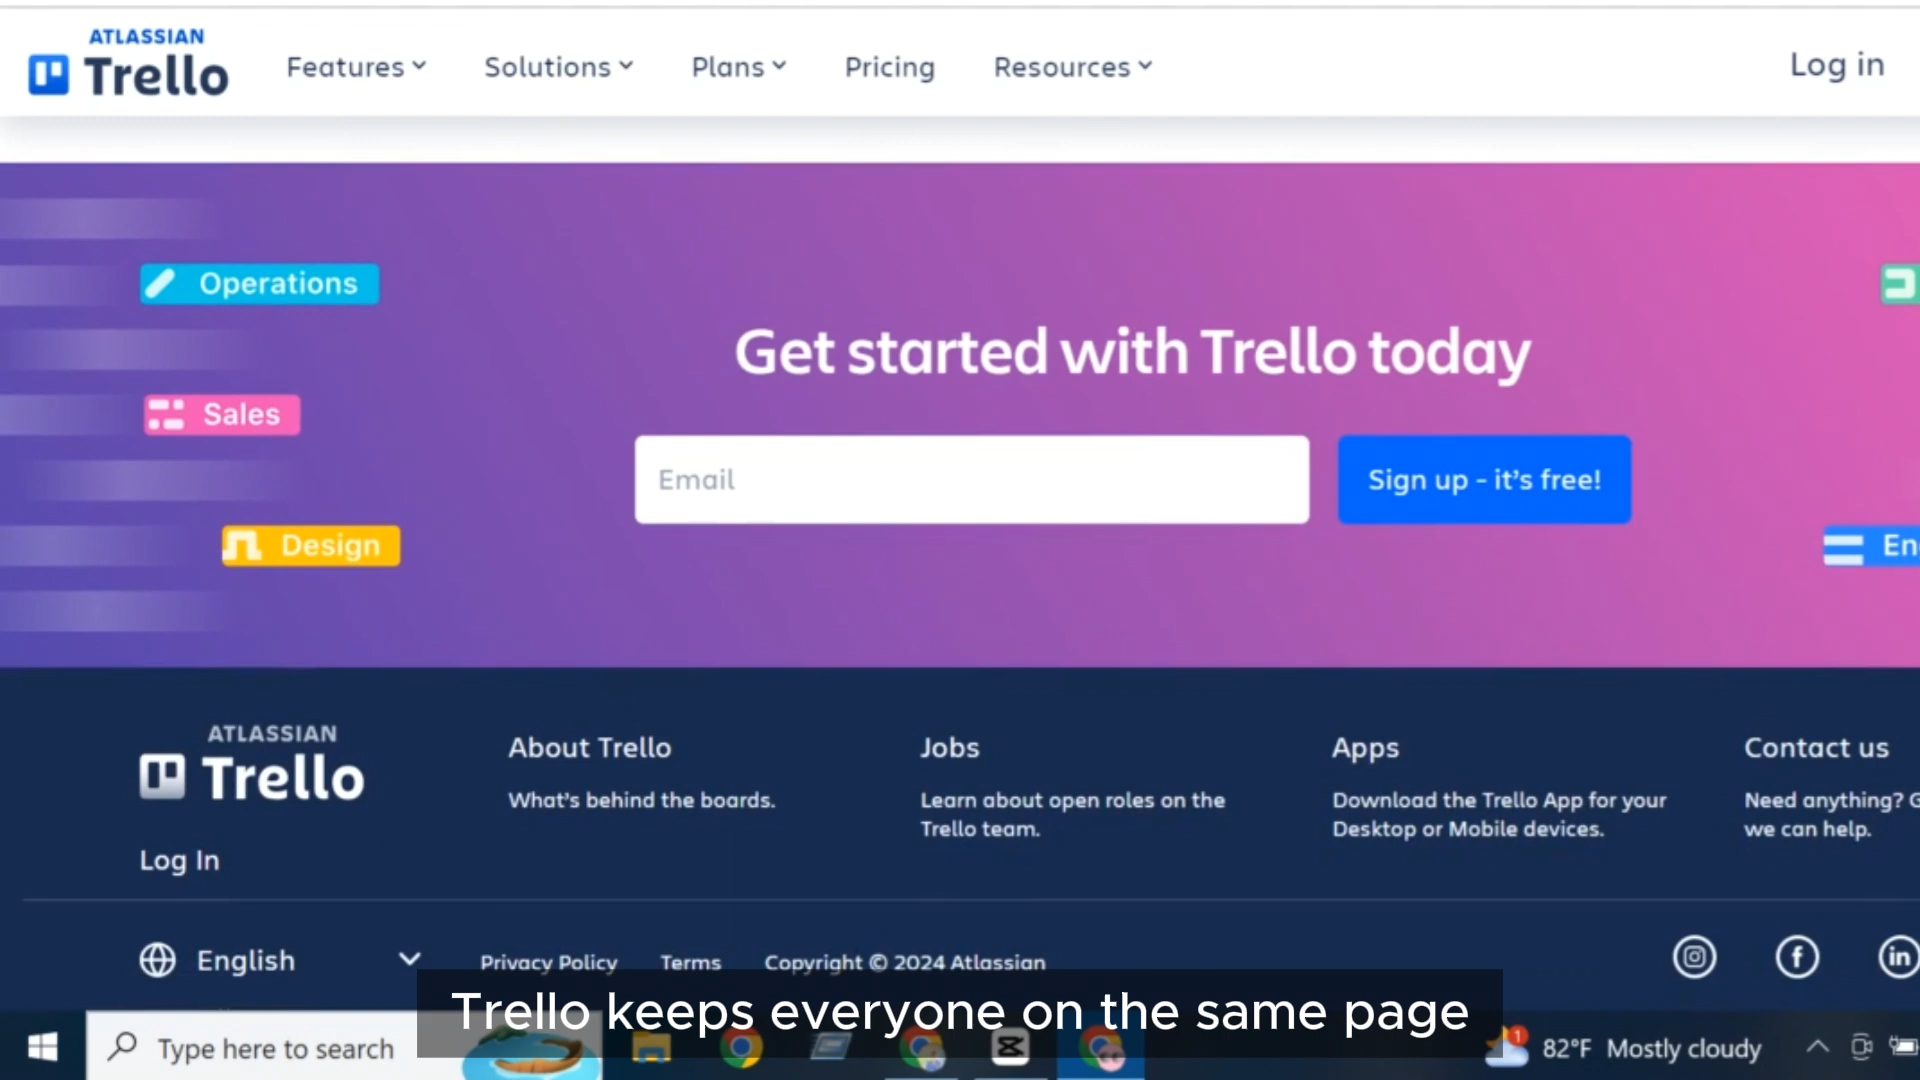 ATLASSIAN
Trello
Features
Solutions
Plans
Pricing
Resources
Log in
Operations
Sales
Design
Get started with Trello today
Email
Sign up - it's free!
En
ATLASSIAN
Trello
Log In
About Trello
What's behind the boards.
Jobs
Learn about open roles on the
Trello team.
Apps
Download the Trello App for your
Desktop or Mobile devices.
Contact us
Need anything? G
we can help.
English
Privacy Policy
Terms
Copyright © 2024 Atlassian
Trello keeps everyone on the same page
Type here to search
1
82°F Mostly cloudy